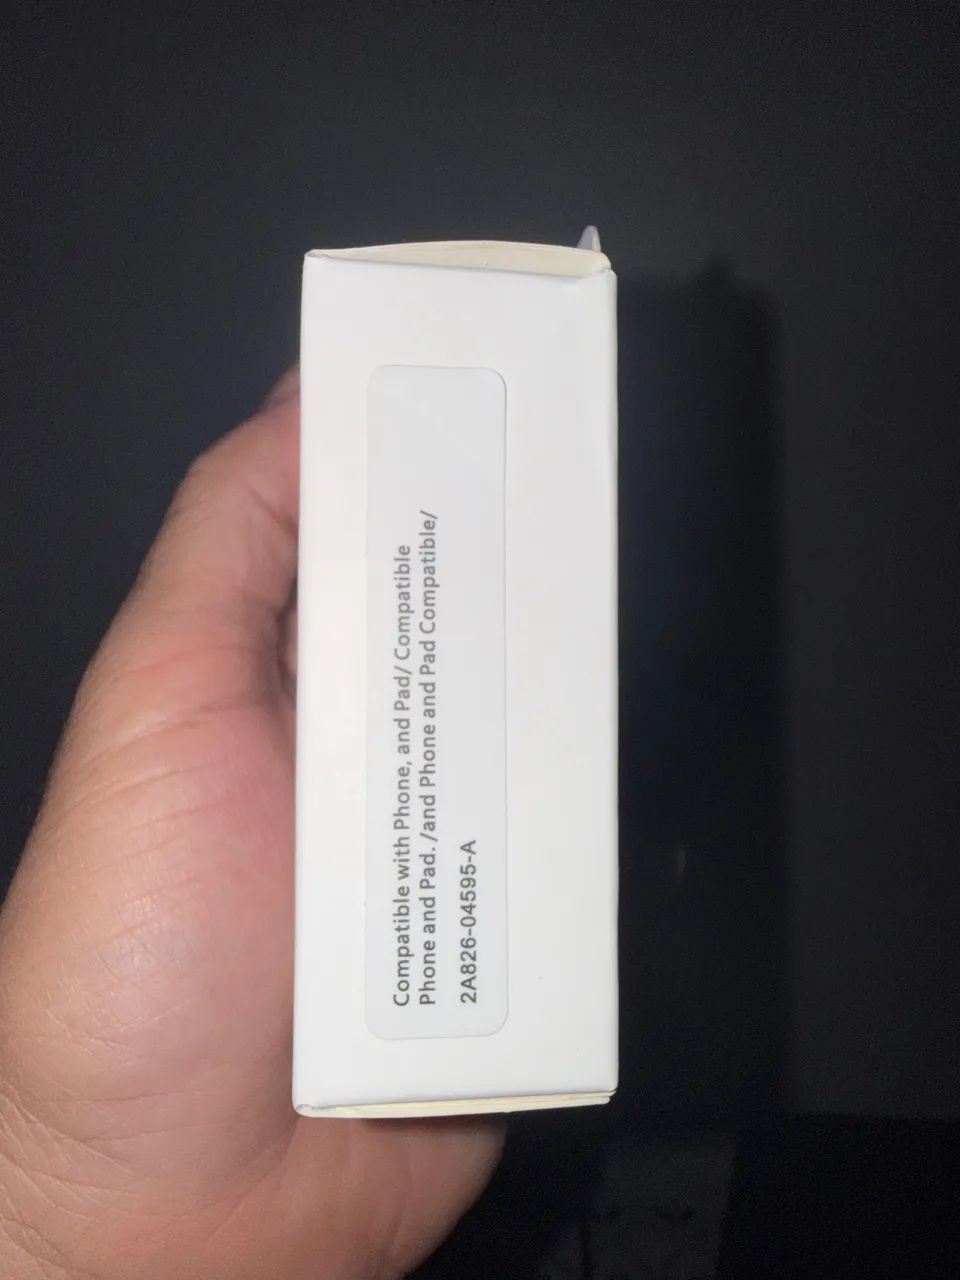 Compatible with Phone, and Pad/ Compatible
Phone and Pad. /and Phone and Pad Compatible/
2A826-04595-A